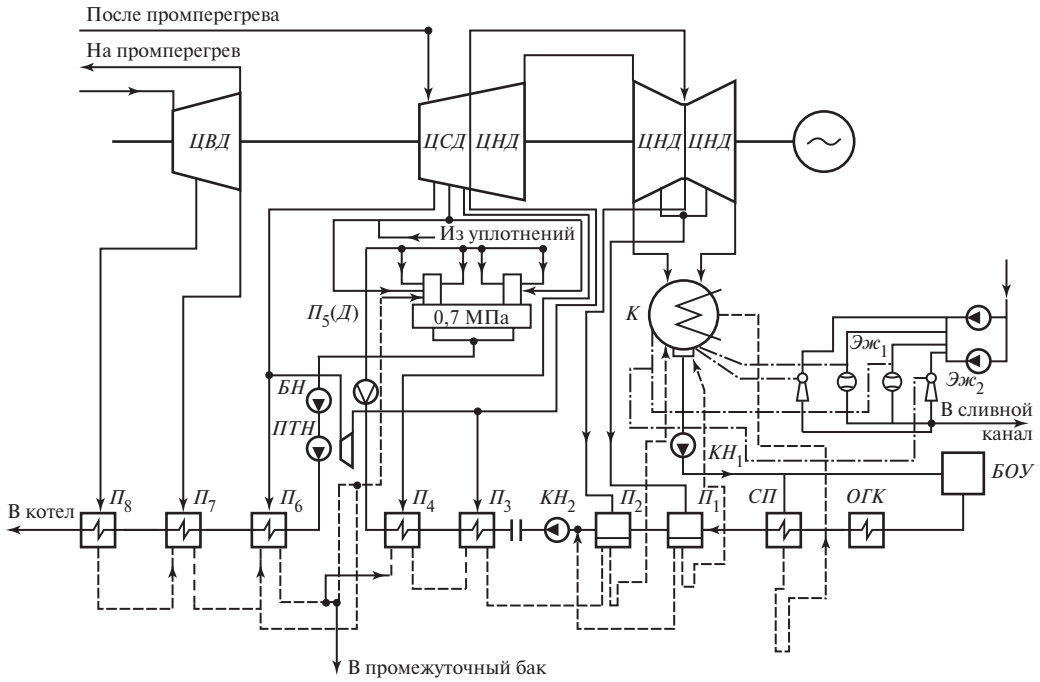 После промперегрева
На промперегрев
ЦВД
ЦСД
ЦНД
ЦНД
ЦНД
Из уплотнений
П5(Д)
0,7 МПа
К
Эж1
Эж2
БН
ПТН
В сливной
канал
КН1
БОУ
В котел
П8
П7
П6
П4
П3
КН2
П2
П1
СП
ОГК
В промежуточный бак